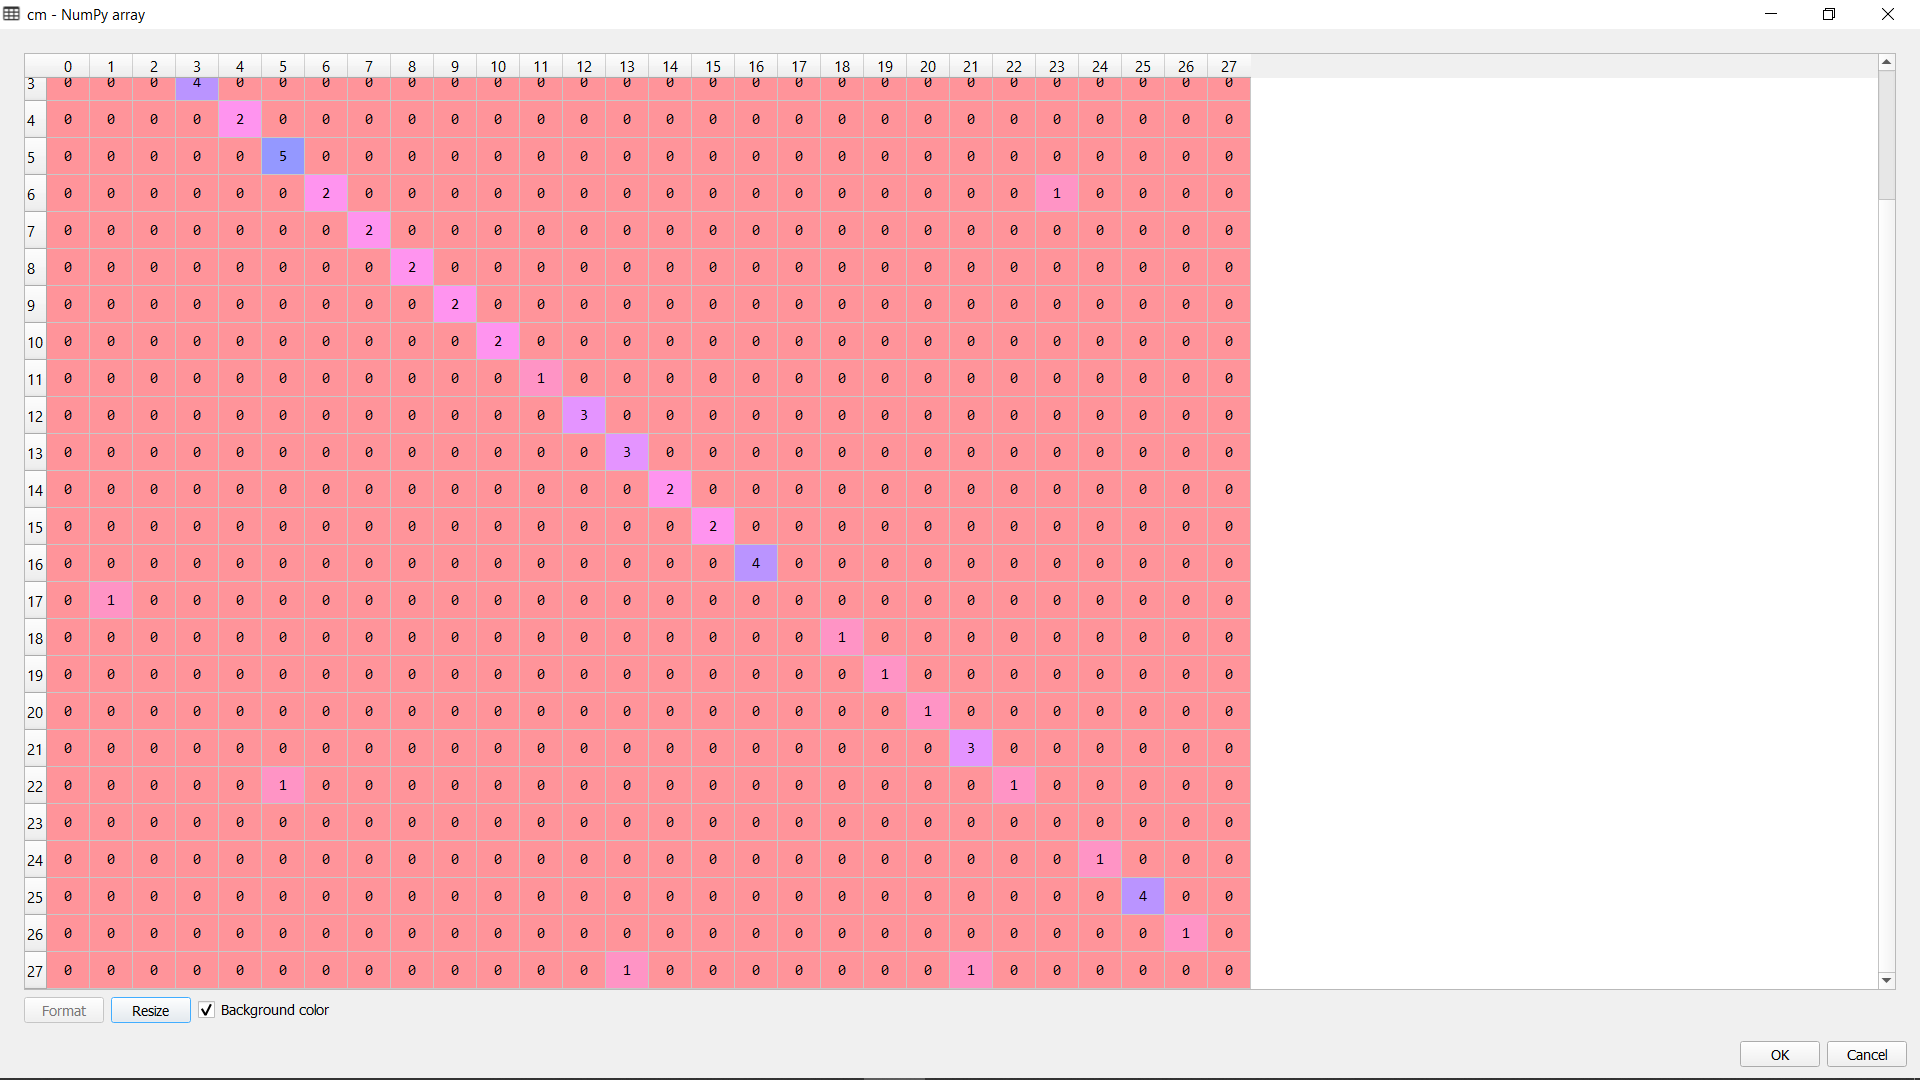 cm - NumPy array
0 1 2 3 4 5 6 7 8 9 10 11 12 13 14 15 16 17 18 19 20 21 22 23 24 25 26 27
3 0 0 0 4 0 0 0 0 0 0 0 0 0 0 0 0 0 0 0 0 0 0 0 0 0 0 0 0
4 0 0 0 0 2 0 0 0 0 0 0 0 0 0 0 0 0 0 0 0 0 0 0 0 0 0 0 0
5 0 0 0 0 0 5 0 0 0 0 0 0 0 0 0 0 0 0 0 0 0 0 0 0 0 0 0 0
6 0 0 0 0 0 0 2 0 0 0 0 0 0 0 0 0 0 0 0 0 0 0 0 1 0 0 0 0
7 0 0 0 0 0 0 0 2 0 0 0 0 0 0 0 0 0 0 0 0 0 0 0 0 0 0 0 0
8 0 0 0 0 0 0 0 0 2 0 0 0 0 0 0 0 0 0 0 0 0 0 0 0 0 0 0 0
9 0 0 0 0 0 0 0 0 0 2 0 0 0 0 0 0 0 0 0 0 0 0 0 0 0 0 0 0
10 0 0 0 0 0 0 0 0 0 0 2 0 0 0 0 0 0 0 0 0 0 0 0 0 0 0 0 0
11 0 0 0 0 0 0 0 0 0 0 0 1 0 0 0 0 0 0 0 0 0 0 0 0 0 0 0 0
12 0 0 0 0 0 0 0 0 0 0 0 0 3 0 0 0 0 0 0 0 0 0 0 0 0 0 0 0
13 0 0 0 0 0 0 0 0 0 0 0 0 0 3 0 0 0 0 0 0 0 0 0 0 0 0 0 0
14 0 0 0 0 0 0 0 0 0 0 0 0 0 0 2 0 0 0 0 0 0 0 0 0 0 0 0 0
15 0 0 0 0 0 0 0 0 0 0 0 0 0 0 0 2 0 0 0 0 0 0 0 0 0 0 0 0
16 0 0 0 0 0 0 0 0 0 0 0 0 0 0 0 0 4 0 0 0 0 0 0 0 0 0 0 0
17 0 1 0 0 0 0 0 0 0 0 0 0 0 0 0 0 0 0 0 0 0 0 0 0 0 0 0 0
18 0 0 0 0 0 0 0 0 0 0 0 0 0 0 0 0 0 0 1 0 0 0 0 0 0 0 0 0
19 0 0 0 0 0 0 0 0 0 0 0 0 0 0 0 0 0 0 0 1 0 0 0 0 0 0 0 0
20 0 0 0 0 0 0 0 0 0 0 0 0 0 0 0 0 0 0 0 0 1 0 0 0 0 0 0 0
21 0 0 0 0 0 0 0 0 0 0 0 0 0 0 0 0 0 0 0 0 0 3 0 0 0 0 0 0
22 0 0 0 0 0 1 0 0 0 0 0 0 0 0 0 0 0 0 0 0 0 0 1 0 0 0 0 0
23 0 0 0 0 0 0 0 0 0 0 0 0 0 0 0 0 0 0 0 0 0 0 0 0 0 0 0 0
24 0 0 0 0 0 0 0 0 0 0 0 0 0 0 0 0 0 0 0 0 0 0 0 0 1 0 0 0
25 0 0 0 0 0 0 0 0 0 0 0 0 0 0 0 0 0 0 0 0 0 0 0 0 0 4 0 0
26 0 0 0 0 0 0 0 0 0 0 0 0 0 0 0 0 0 0 0 0 0 0 0 0 0 0 1 0
27 0 0 0 0 0 0 0 0 0 0 0 0 0 1 0 0 0 0 0 0 0 1 0 0 0 0 0 0
Format Resize Background color
OK Cancel